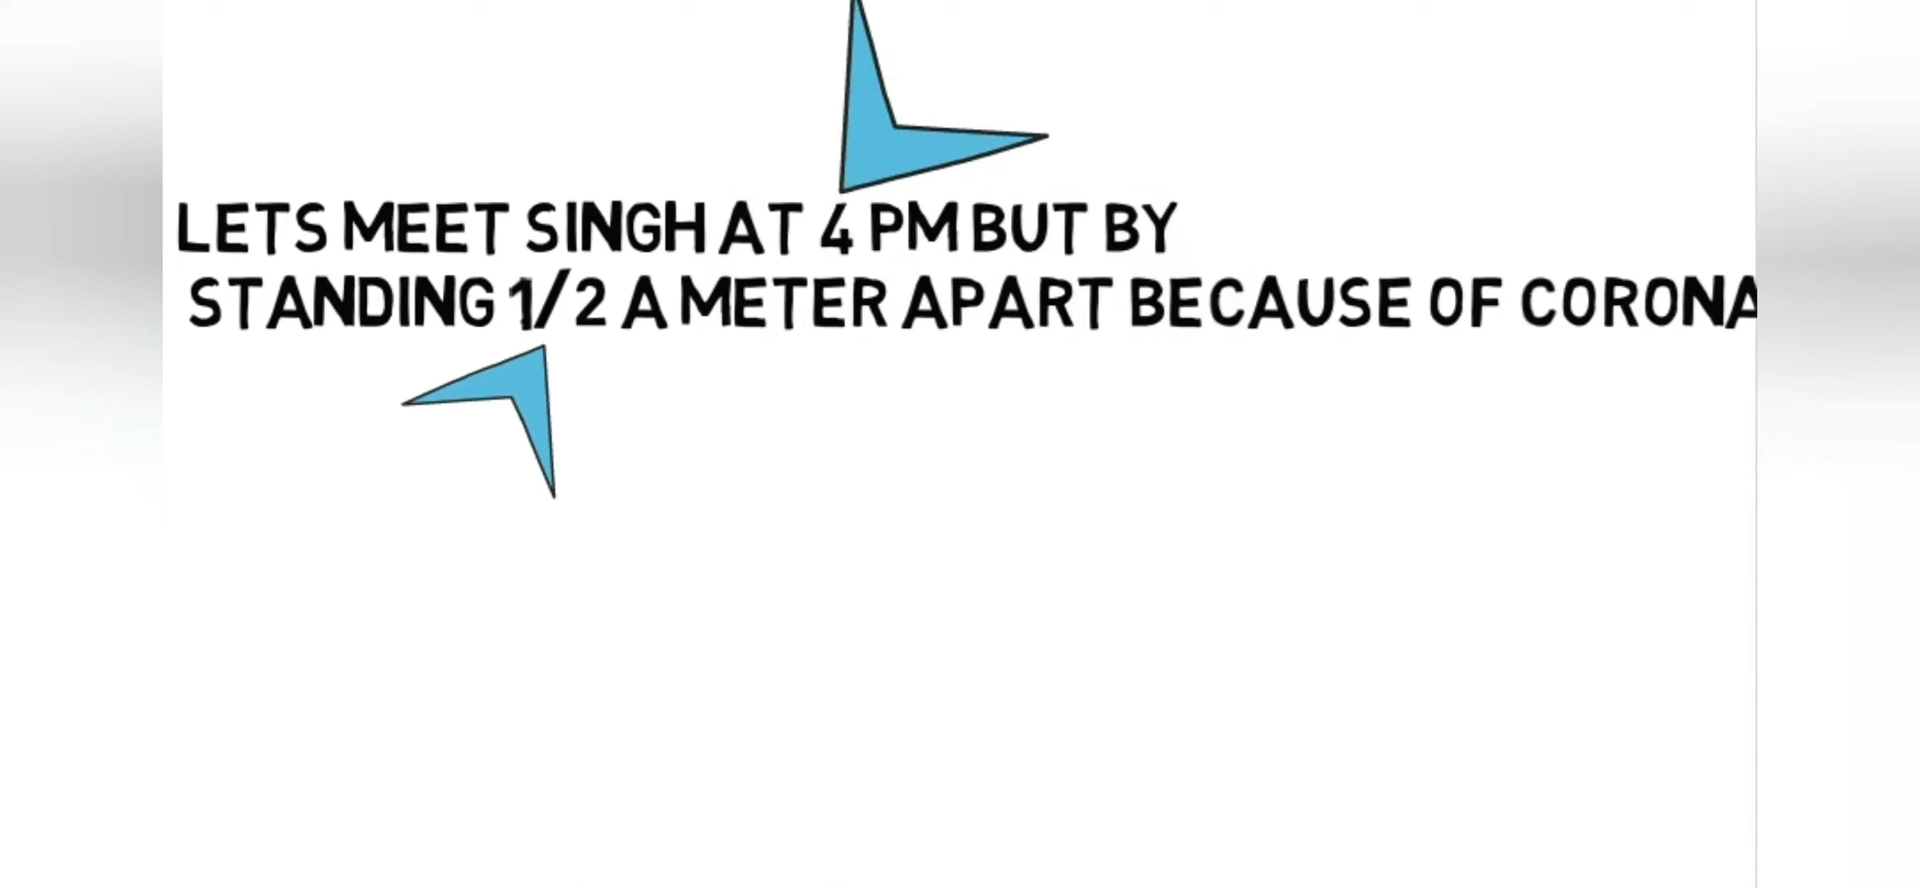 LETS MEET SINGH AT 4 PM BUT BY
STANDING 1/2 A METER APART BECAUSE OF CORONA